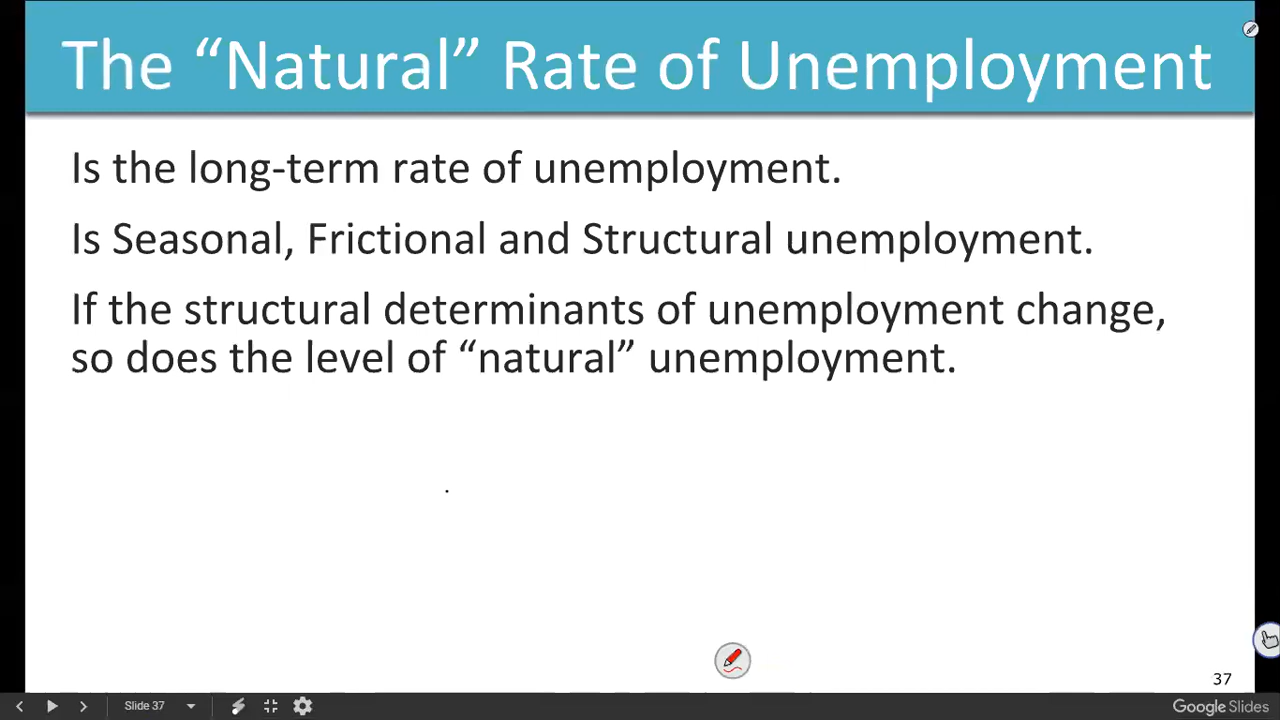 The “Natural” Rate of Unemployment
Is the long-term rate of unemployment.
Is Seasonal, Frictional and Structural unemployment.
If the structural determinants of unemployment change,
so does the level of “natural” unemployment.
37
Slide 37
Google Slides